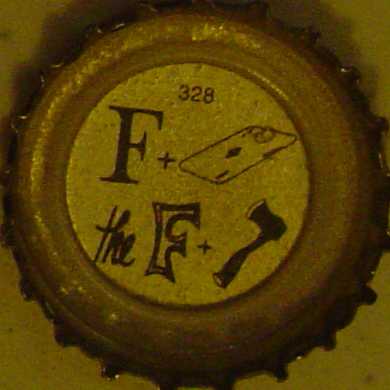 328
F +
the F +